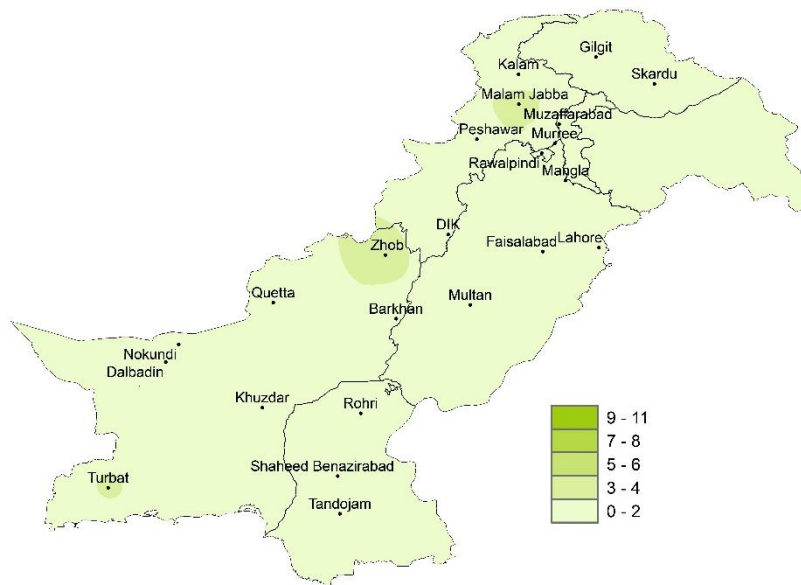 Gilgit
Kalam
Skardu
Malam Jabba
Muzaffarabad
Peshawar
Murree
Rawalpindi
Mangla
DIK
Zhob
Faisalabad
Lahore
Quetta
Multan
Barkhan
Nokundi
Dalbadin
Khuzdar
Rohri
Shaheed Benazirabad
Turbat
Tandojam
9 - 11
7 - 8
5 - 6
3 - 4
0 - 2